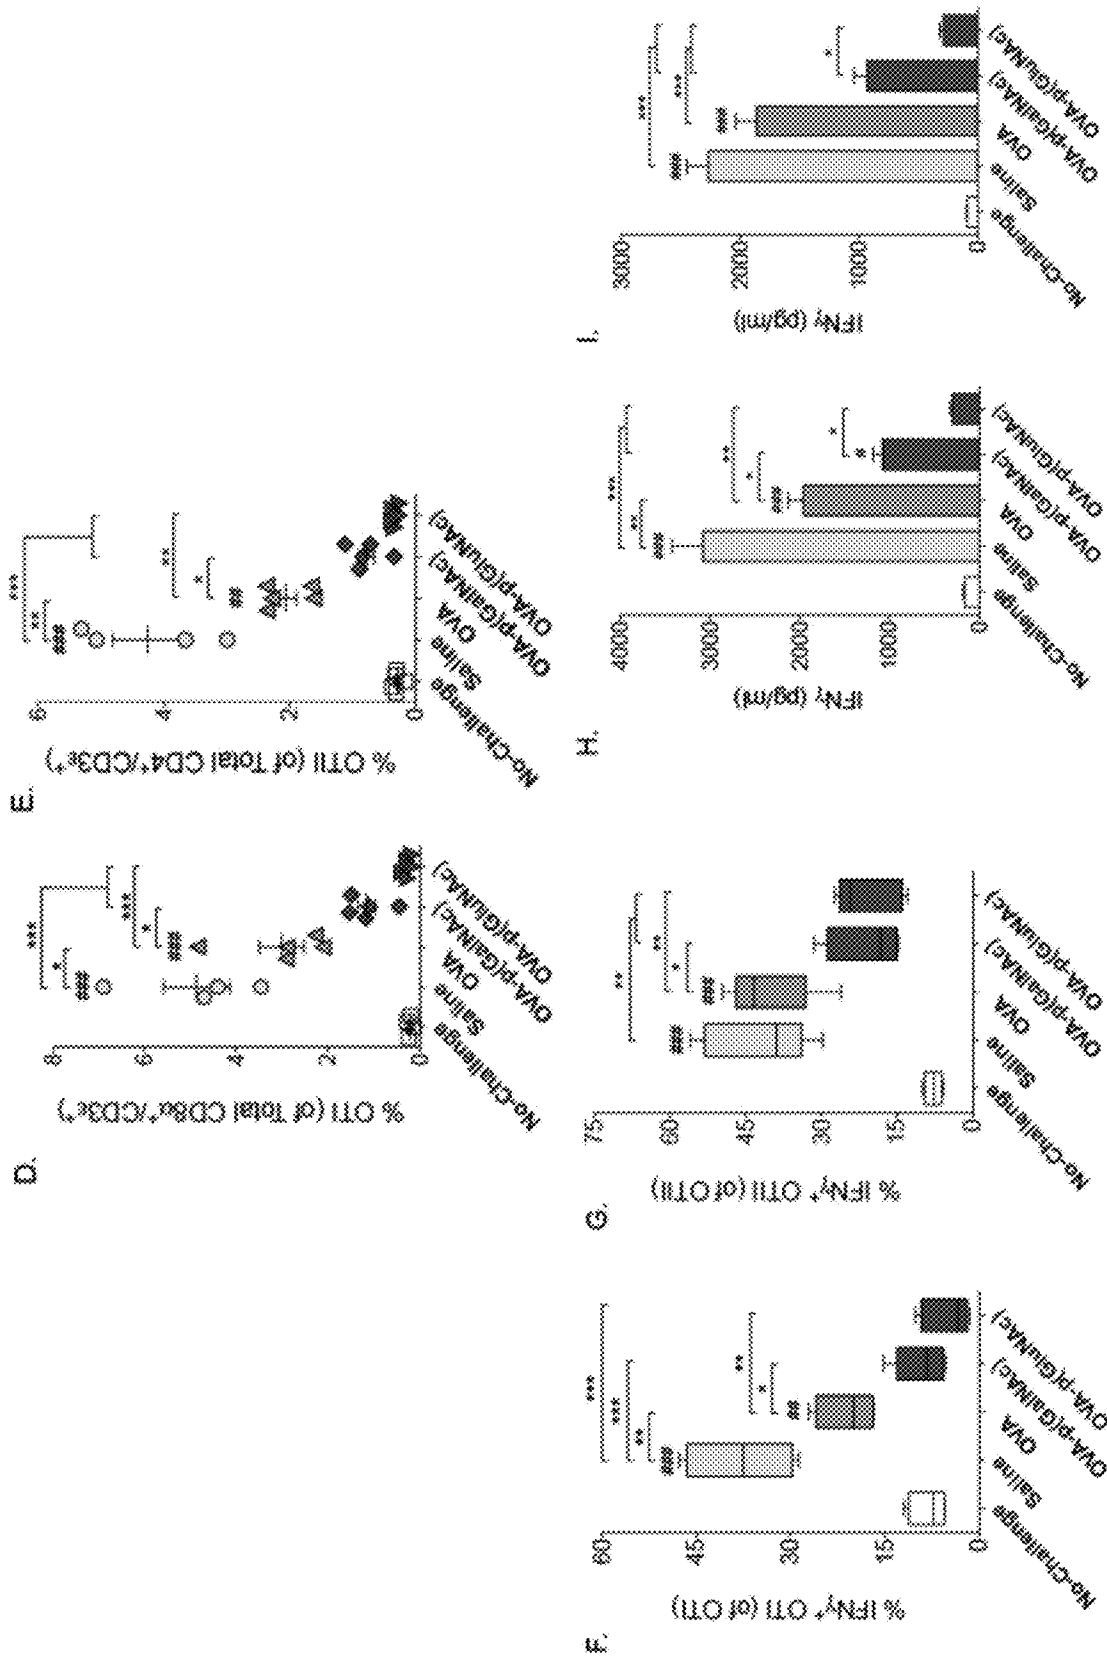 D.
% OTI (of Total CD8α⁺/CD3ε⁺)
8
6
4
2
0
***
*
###
***
*
###
No-Challenge
Saline
OVA
OVA-p(GalNAc)
OVA-p(GluNAc)
E.
% OTII (of Total CD4⁺/CD3ε⁺)
6
4
2
0
***
**
###
**
*
##
No-Challenge
Saline
OVA
OVA-p(GalNAc)
OVA-p(GluNAc)
F.
% IFNγ⁺ OTI (of OTI)
60
45
30
15
0
***
***
**
###
**
*
##
No-Challenge
Saline
OVA
OVA-p(GalNAc)
OVA-p(GluNAc)
G.
% IFNγ⁺ OTII (of OTII)
75
60
45
30
15
0
**
**
*
###
###
No-Challenge
Saline
OVA
OVA-p(GalNAc)
OVA-p(GluNAc)
H.
IFNγ (pg/ml)
4000
3000
2000
1000
0
***
**
###
**
*
###
*
#
No-Challenge
Saline
OVA
OVA-p(GalNAc)
OVA-p(GluNAc)
I.
IFNγ (pg/ml)
3000
2000
1000
0
***
***
###
###
*
No-Challenge
Saline
OVA
OVA-p(GalNAc)
OVA-p(GluNAc)